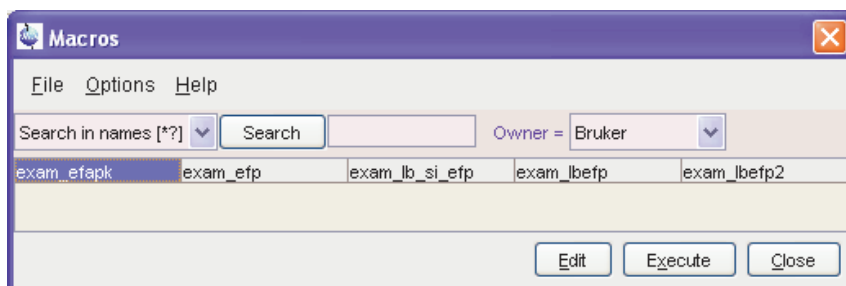 Macros
File Options Help
Search in names [*?] Search Owner = Bruker
exam_efapk exam_efp exam_lb_si_efp exam_lbefp exam_lbefp2
Edit Execute Close